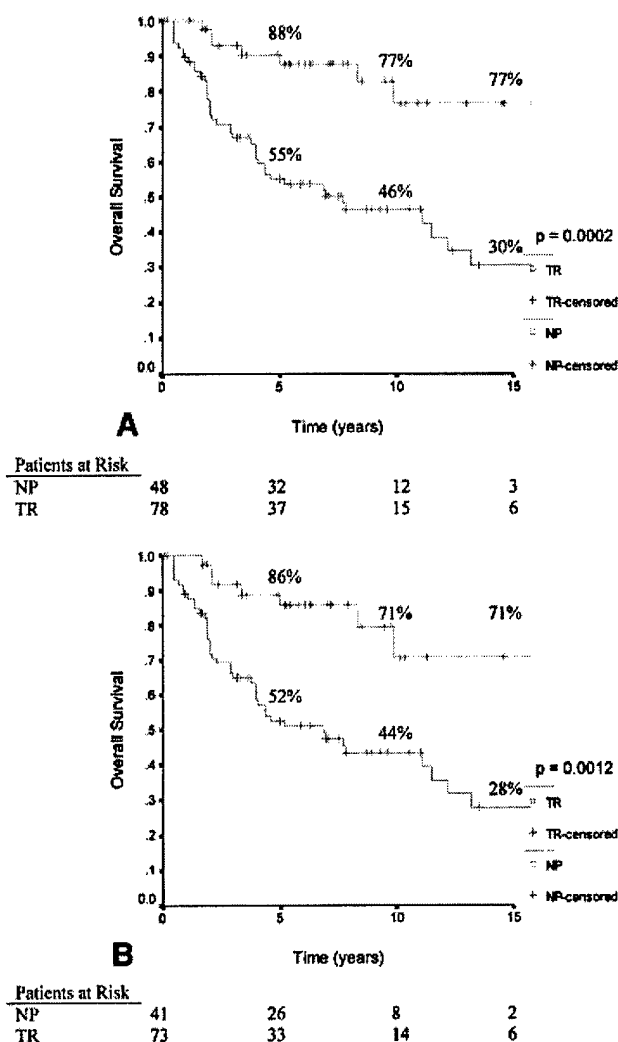 1.0
.9
.8
.7
.6
.5
.4
.3
.2
.1
0.0
Overall Survival
88%
77%
77%
55%
46%
30%
p = 0.0002
TR
TR-censored
NP
NP-censored
0 5 10 15
A
Time (years)
Patients at Risk
NP 48 32 12 3
TR 78 37 15 6
1.0
.9
.8
.7
.6
.5
.4
.3
.2
.1
0.0
Overall Survival
86%
71%
71%
52%
44%
28%
p = 0.0012
TR
TR-censored
NP
NP-censored
0 5 10 15
B
Time (years)
Patients at Risk
NP 41 26 8 2
TR 73 33 14 6